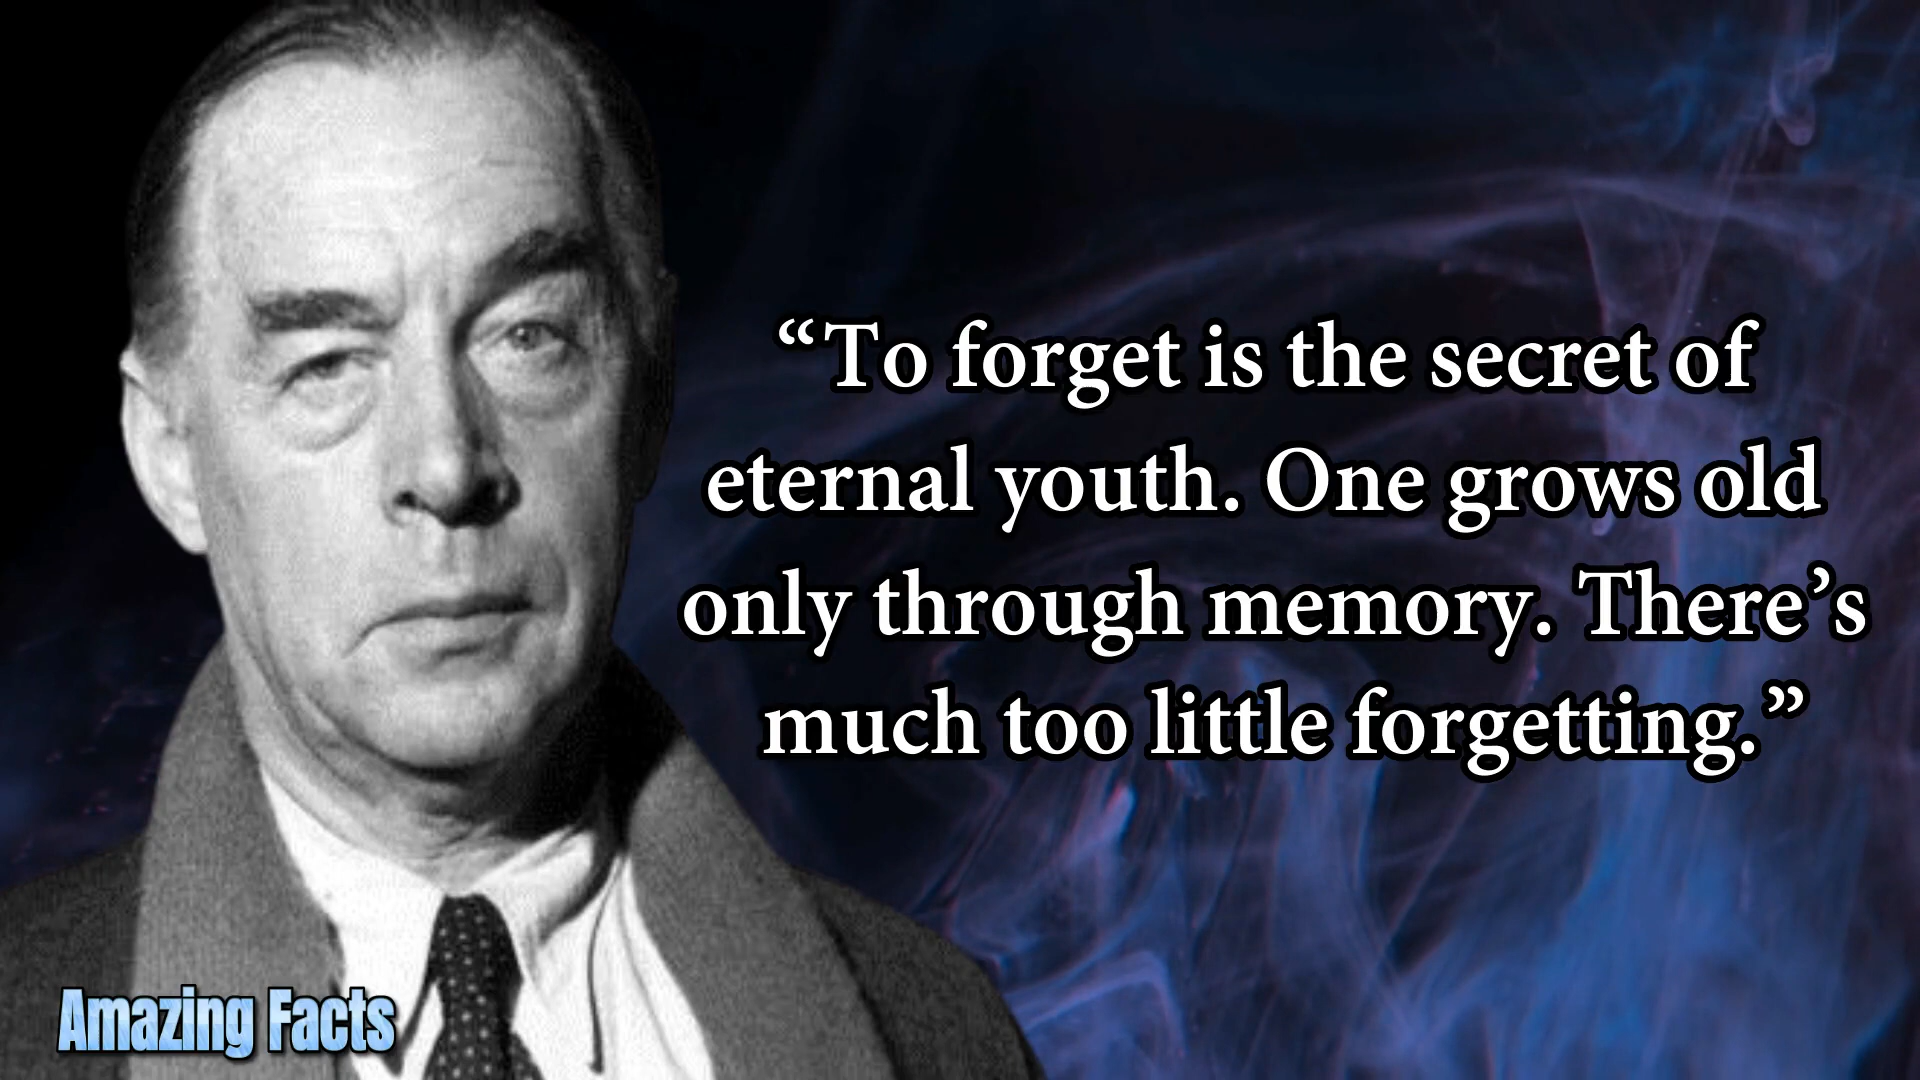 “To forget is the secret of
eternal youth. One grows old
only through memory. There’s
much too little forgetting.”
Amazing Facts